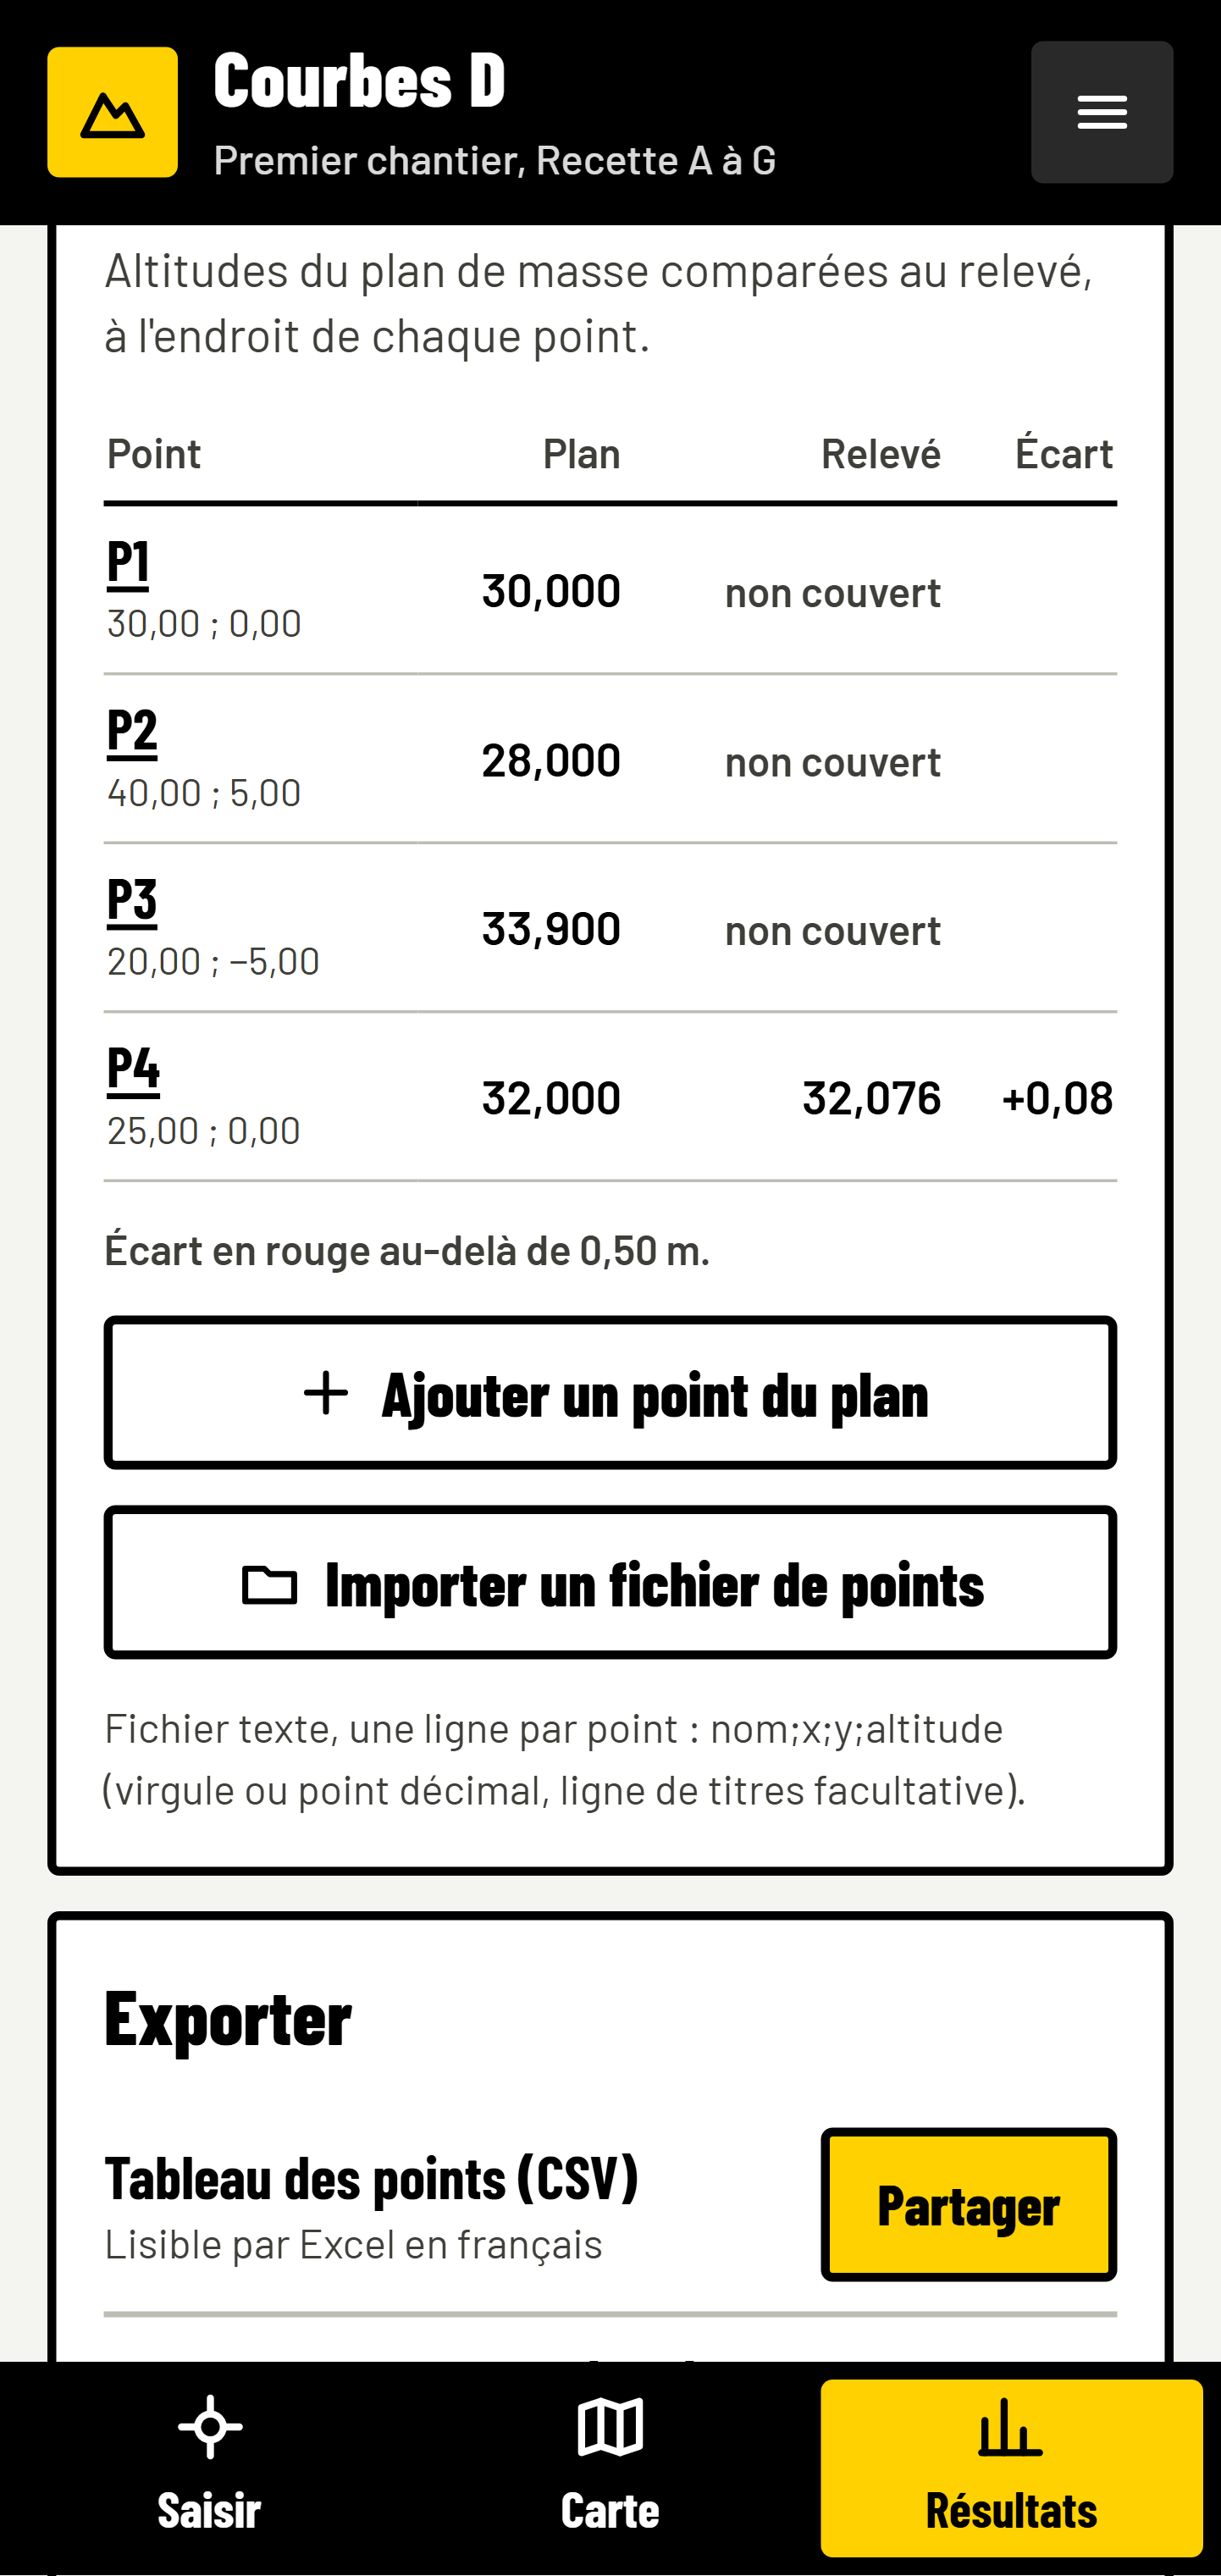 Courbes D
Premier chantier, Recette A à G
Altitudes du plan de masse comparées au relevé,
à l'endroit de chaque point.
Point Plan Relevé Écart
P1
30,00 ; 0,00
30,000 non couvert
P2
40,00 ; 5,00
28,000 non couvert
P3
20,00 ; −5,00
33,900 non couvert
P4
25,00 ; 0,00
32,000 32,076 +0,08
Écart en rouge au-delà de 0,50 m.
Ajouter un point du plan
Importer un fichier de points
Fichier texte, une ligne par point : nom;x;y;altitude
(virgule ou point décimal, ligne de titres facultative).
Exporter
Tableau des points (CSV)
Lisible par Excel en français
Partager
Saisir Carte Résultats